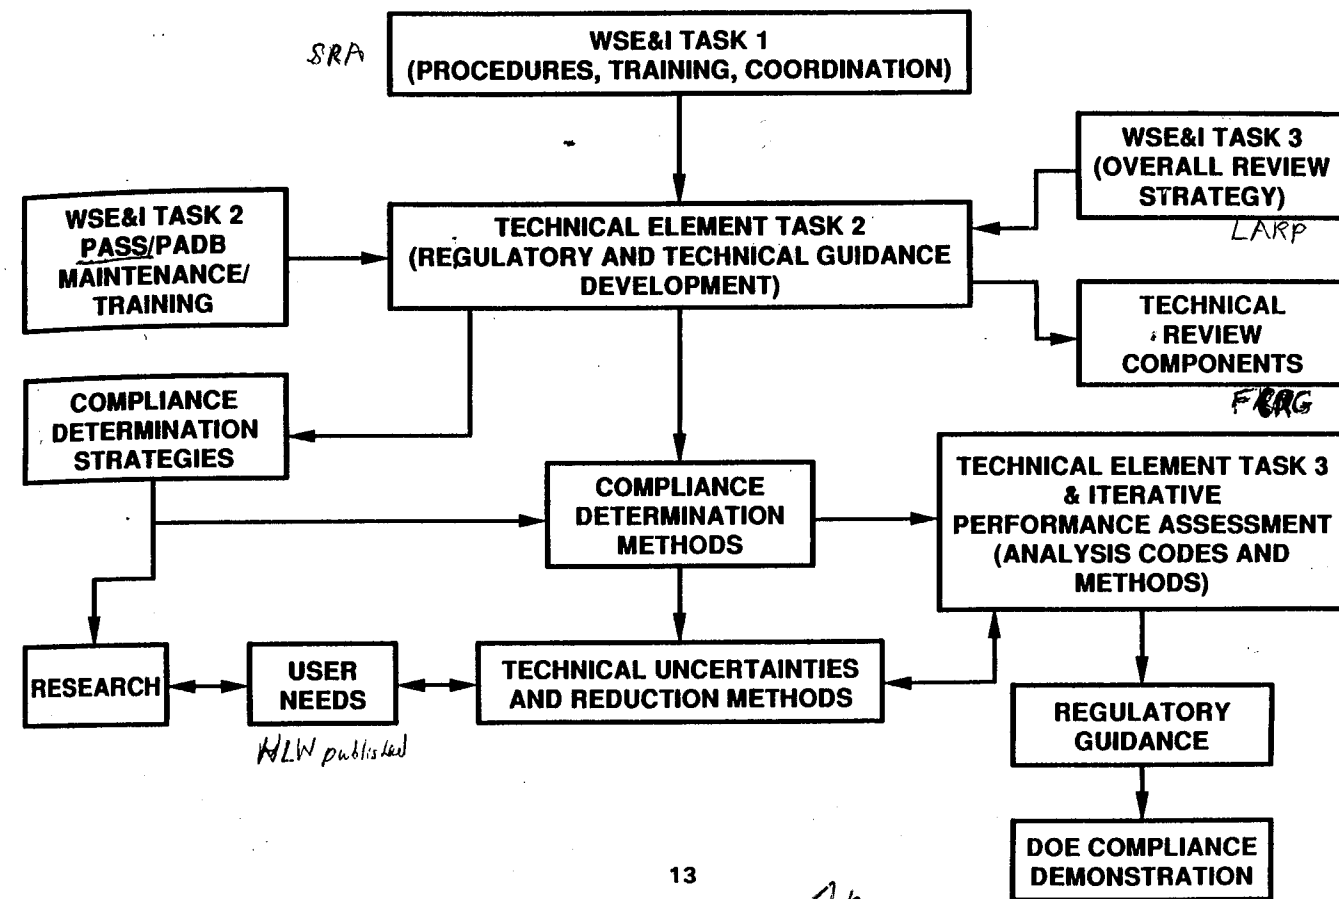 SRA
WSE&I TASK 1
(PROCEDURES, TRAINING, COORDINATION)
WSE&I TASK 3
(OVERALL REVIEW
STRATEGY)
LARP
WSE&I TASK 2
PASS/PADB
MAINTENANCE/
TRAINING
TECHNICAL ELEMENT TASK 2
(REGULATORY AND TECHNICAL GUIDANCE
DEVELOPMENT)
TECHNICAL
REVIEW
COMPONENTS
COMPLIANCE
DETERMINATION
STRATEGIES
COMPLIANCE
DETERMINATION
METHODS
TECHNICAL ELEMENT TASK 3
& ITERATIVE
PERFORMANCE ASSESSMENT
(ANALYSIS CODES AND
METHODS)
RESEARCH
USER
NEEDS
HLW published
TECHNICAL UNCERTAINTIES
AND REDUCTION METHODS
REGULATORY
GUIDANCE
DOE COMPLIANCE
DEMONSTRATION
13